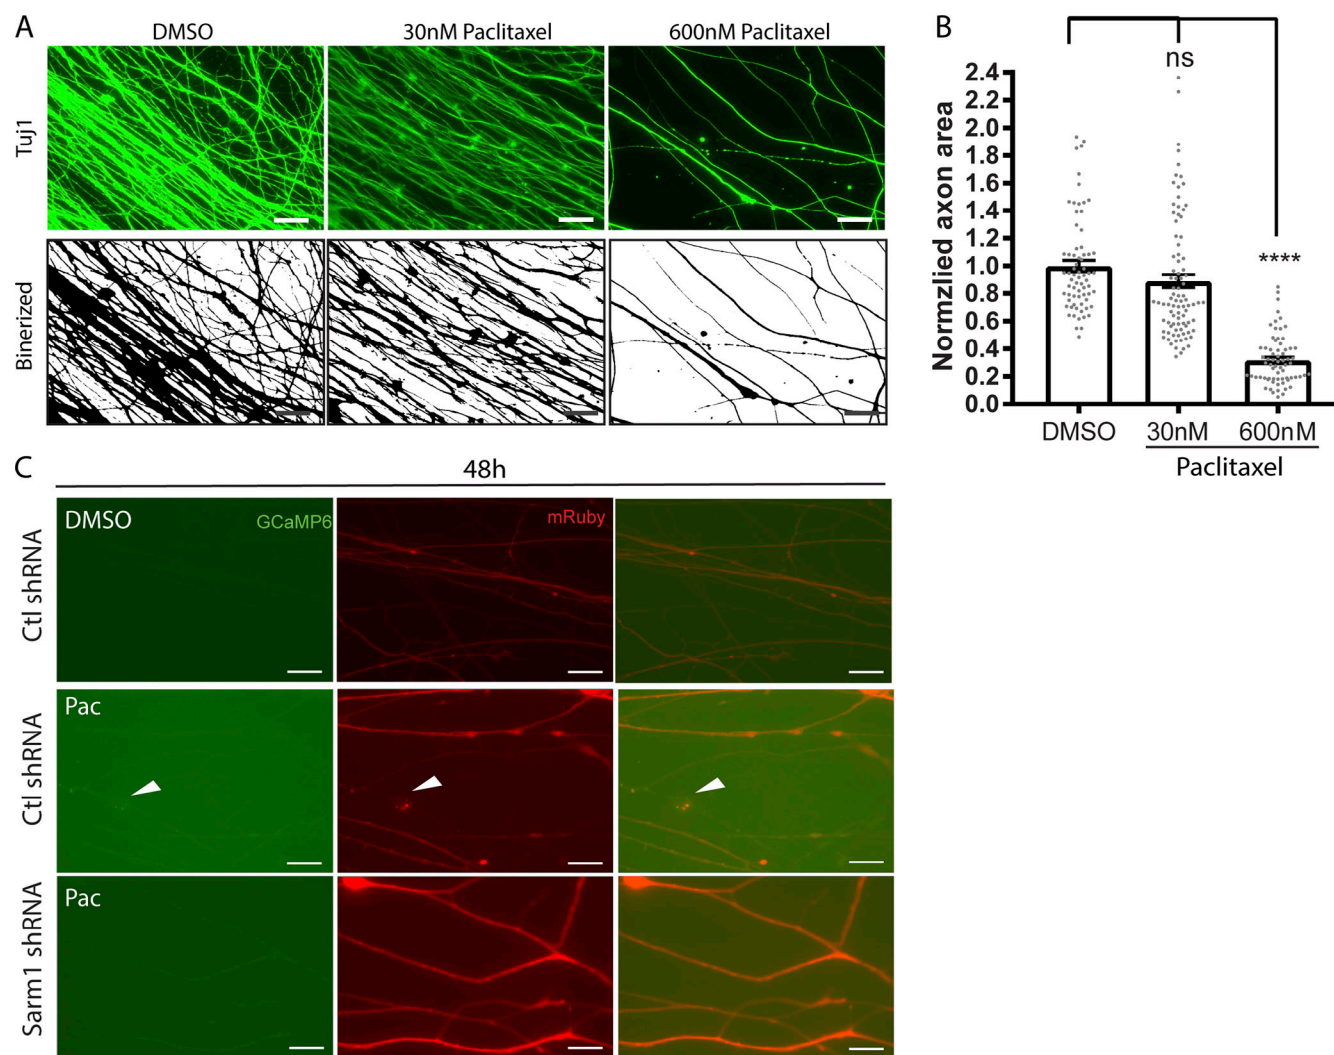 A
DMSO
30nM Paclitaxel
600nM Paclitaxel
Tuj1
Binerized
B
ns
****
Normzlied axon area
2.4
2.2
2.0
1.8
1.6
1.4
1.2
1.0
0.8
0.6
0.4
0.2
0.0
DMSO
30nM
600nM
Paclitaxel
C
48h
Ctl shRNA
DMSO
GCaMP6
mRuby
Ctl shRNA
Pac
Sarm1 shRNA
Pac